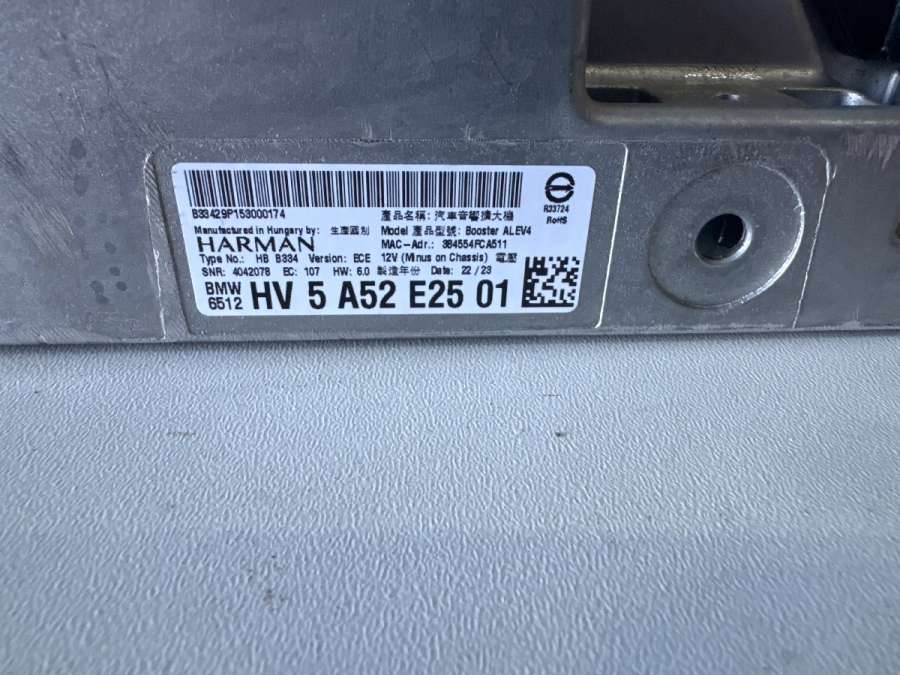 B33429P153000174
產品名稱: 汽車音響擴大機
R33724
RoHS
Manufactured in Hungary by: 生產國別
Model 產品型號: Booster ALEV4
HARMAN
MAC-Adr.: 384554FCA511
Type No.: HB B334 Version: ECE 12V (Minus on Chassis) 電壓
SNR: 4042078 EC: 107 HW: 6.0 製造年份 Date: 22/23
BMW
6512 HV 5 A52 E25 01